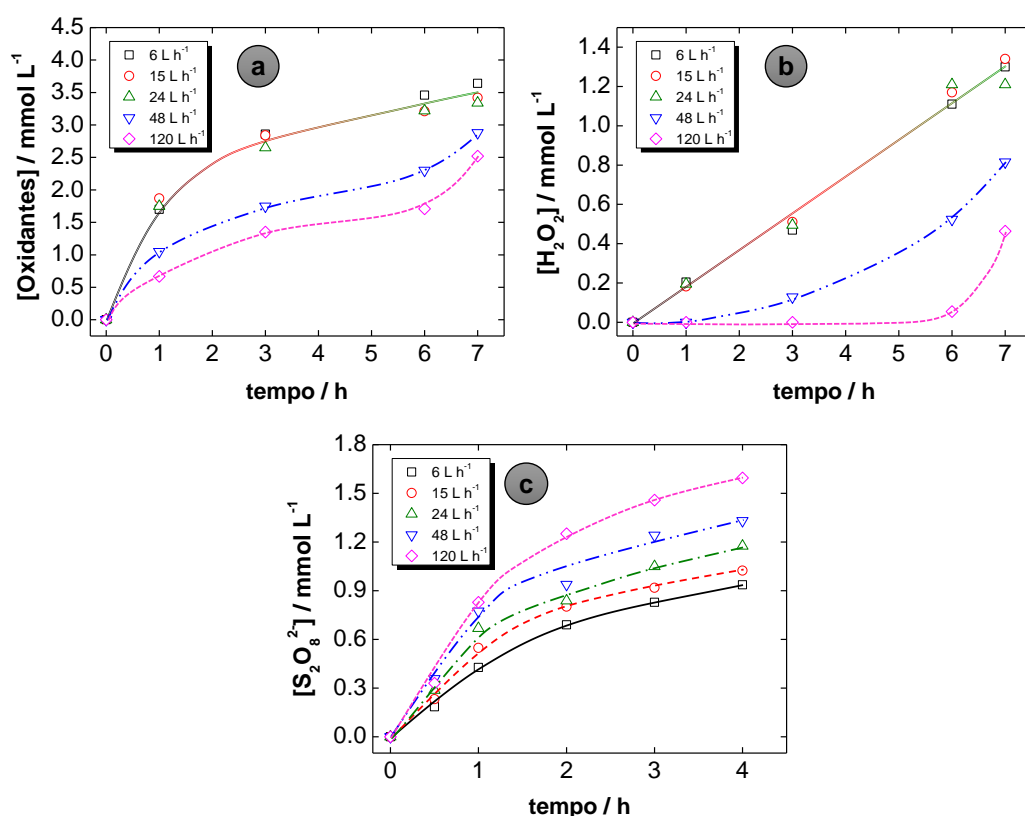 a
[Oxidantes] / mmol L⁻¹
4.5
4.0
3.5
3.0
2.5
2.0
1.5
1.0
0.5
0.0
6 L h⁻¹
15 L h⁻¹
24 L h⁻¹
48 L h⁻¹
120 L h⁻¹
0 1 2 3 4 5 6 7
tempo / h
b
[H₂O₂] / mmol L⁻¹
1.4
1.2
1.0
0.8
0.6
0.4
0.2
0.0
6 L h⁻¹
15 L h⁻¹
24 L h⁻¹
48 L h⁻¹
120 L h⁻¹
0 1 2 3 4 5 6 7
tempo / h
c
[S₂O₈²⁻] / mmol L⁻¹
1.8
1.5
1.2
0.9
0.6
0.3
0.0
6 L h⁻¹
15 L h⁻¹
24 L h⁻¹
48 L h⁻¹
120 L h⁻¹
0 1 2 3 4
tempo / h